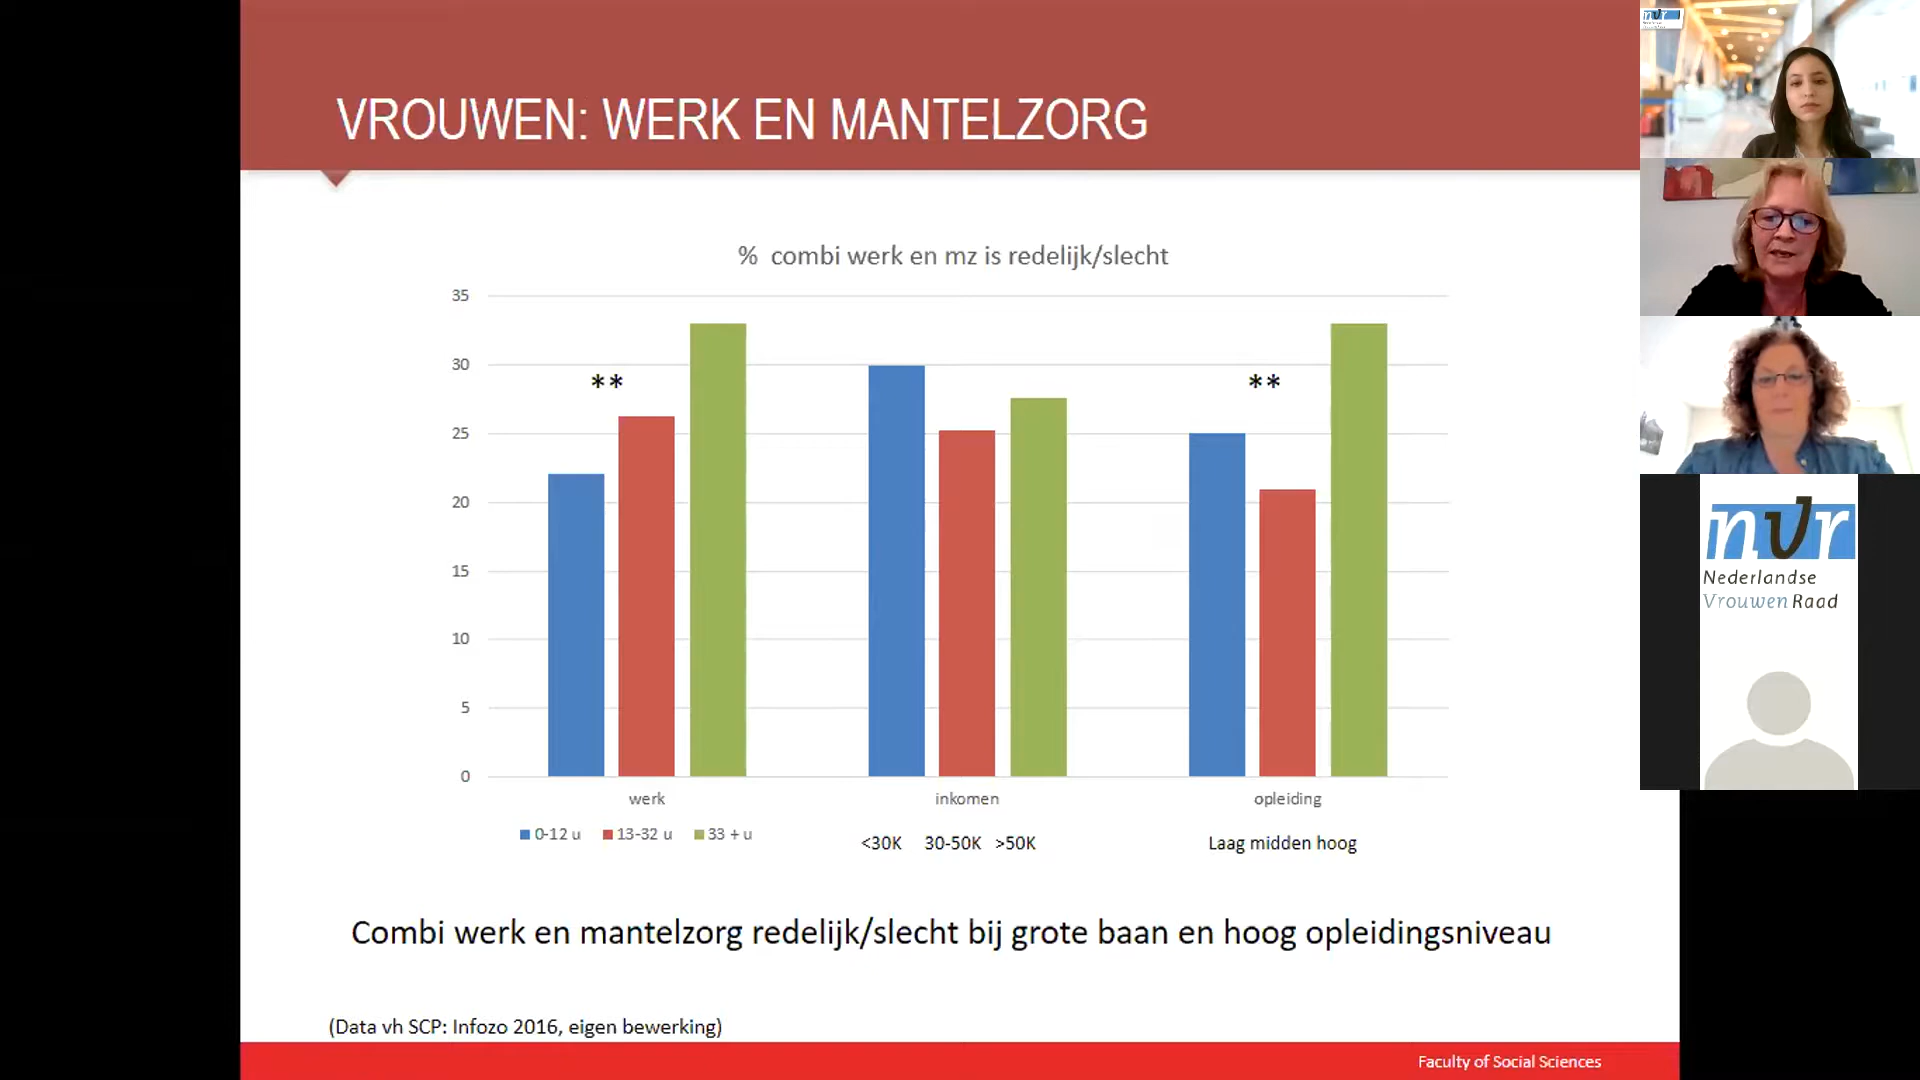 VROUWEN: WERK EN MANTELZORG
% combi werk en mz is redelijk/slecht
35
30
25
20
15
10
5
0
** **
werk inkomen opleiding
0-12 u 13-32 u 33 + u
<30K 30-50K >50K
Laag midden hoog
Combi werk en mantelzorg redelijk/slecht bij grote baan en hoog opleidingsniveau
(Data vh SCP: Infozo 2016, eigen bewerking)
Faculty of Social Sciences
nvr
nvr
Nederlandse
VrouwenRaad